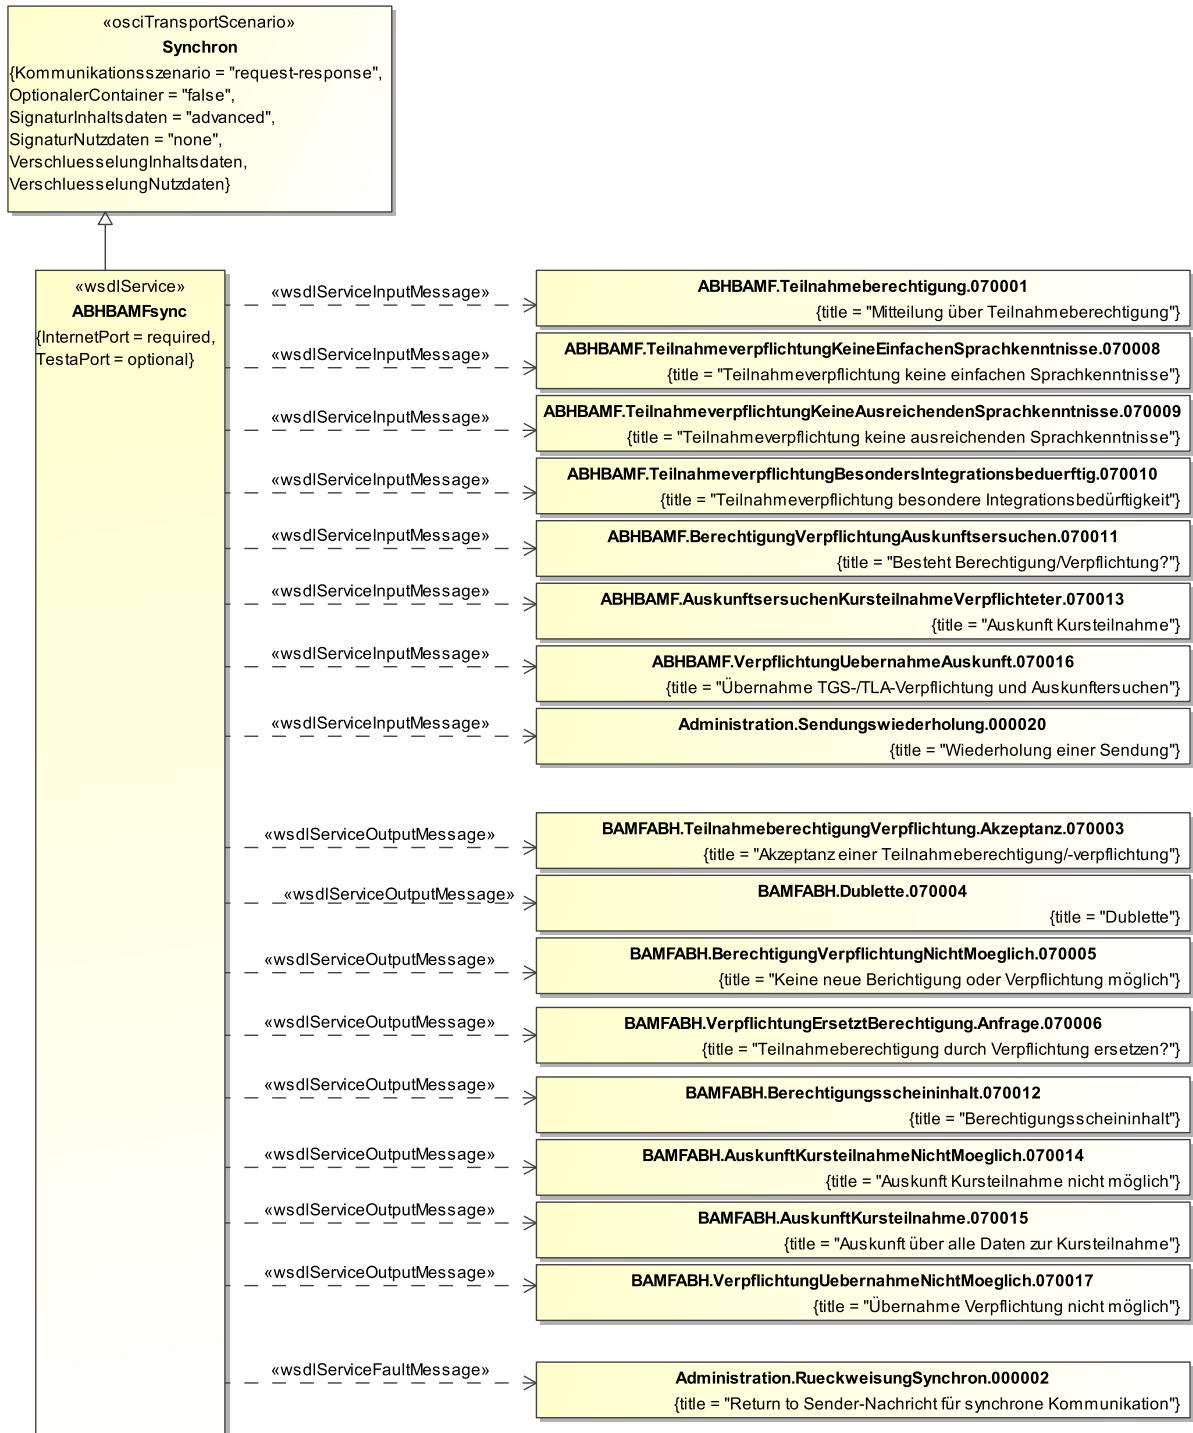 «osciTransportScenario»
Synchron
{Kommunikationsszenario = "request-response",
OptionalerContainer = "false",
SignaturInhaltsdaten = "advanced",
SignaturNutzdaten = "none",
VerschluesselungInhaltsdaten,
VerschluesselungNutzdaten}
«wsdlService»
ABHBAMFsync
{InternetPort = required,
TestaPort = optional}
«wsdlServiceInputMessage»
ABHBAMF.Teilnahmeberechtigung.070001
{title = "Mitteilung über Teilnahmeberechtigung"}
«wsdlServiceInputMessage»
ABHBAMF.TeilnahmeverpflichtungKeineEinfachenSprachkenntnisse.070008
{title = "Teilnahmeverpflichtung keine einfachen Sprachkenntnisse"}
«wsdlServiceInputMessage»
ABHBAMF.TeilnahmeverpflichtungKeineAusreichendenSprachkenntnisse.070009
{title = "Teilnahmeverpflichtung keine ausreichenden Sprachkenntnisse"}
«wsdlServiceInputMessage»
ABHBAMF.TeilnahmeverpflichtungBesondersIntegrationsbeduerftig.070010
{title = "Teilnahmeverpflichtung besondere Integrationsbedürftigkeit"}
«wsdlServiceInputMessage»
ABHBAMF.BerechtigungVerpflichtungAuskunftsersuchen.070011
{title = "Besteht Berechtigung/Verpflichtung?"}
«wsdlServiceInputMessage»
ABHBAMF.AuskunftsersuchenKursteilnahmeVerpflichteter.070013
{title = "Auskunft Kursteilnahme"}
«wsdlServiceInputMessage»
ABHBAMF.VerpflichtungUebernahmeAuskunft.070016
{title = "Übernahme TGS-/TLA-Verpflichtung und Auskunftersuchen"}
«wsdlServiceInputMessage»
Administration.Sendungswiederholung.000020
{title = "Wiederholung einer Sendung"}
«wsdlServiceOutputMessage»
BAMFABH.TeilnahmeberechtigungVerpflichtung.Akzeptanz.070003
{title = "Akzeptanz einer Teilnahmeberechtigung/-verpflichtung"}
«wsdlServiceOutputMessage»
BAMFABH.Dublette.070004
{title = "Dublette"}
«wsdlServiceOutputMessage»
BAMFABH.BerechtigungVerpflichtungNichtMoeglich.070005
{title = "Keine neue Berichtigung oder Verpflichtung möglich"}
«wsdlServiceOutputMessage»
BAMFABH.VerpflichtungErsetztBerechtigung.Anfrage.070006
{title = "Teilnahmeberechtigung durch Verpflichtung ersetzen?"}
«wsdlServiceOutputMessage»
BAMFABH.Berechtigungsscheininhalt.070012
{title = "Berechtigungsscheininhalt"}
«wsdlServiceOutputMessage»
BAMFABH.AuskunftKursteilnahmeNichtMoeglich.070014
{title = "Auskunft Kursteilnahme nicht möglich"}
«wsdlServiceOutputMessage»
BAMFABH.AuskunftKursteilnahme.070015
{title = "Auskunft über alle Daten zur Kursteilnahme"}
«wsdlServiceOutputMessage»
BAMFABH.VerpflichtungUebernahmeNichtMoeglich.070017
{title = "Übernahme Verpflichtung nicht möglich"}
«wsdlServiceFaultMessage»
Administration.RueckweisungSynchron.000002
{title = "Return to Sender-Nachricht für synchrone Kommunikation"}